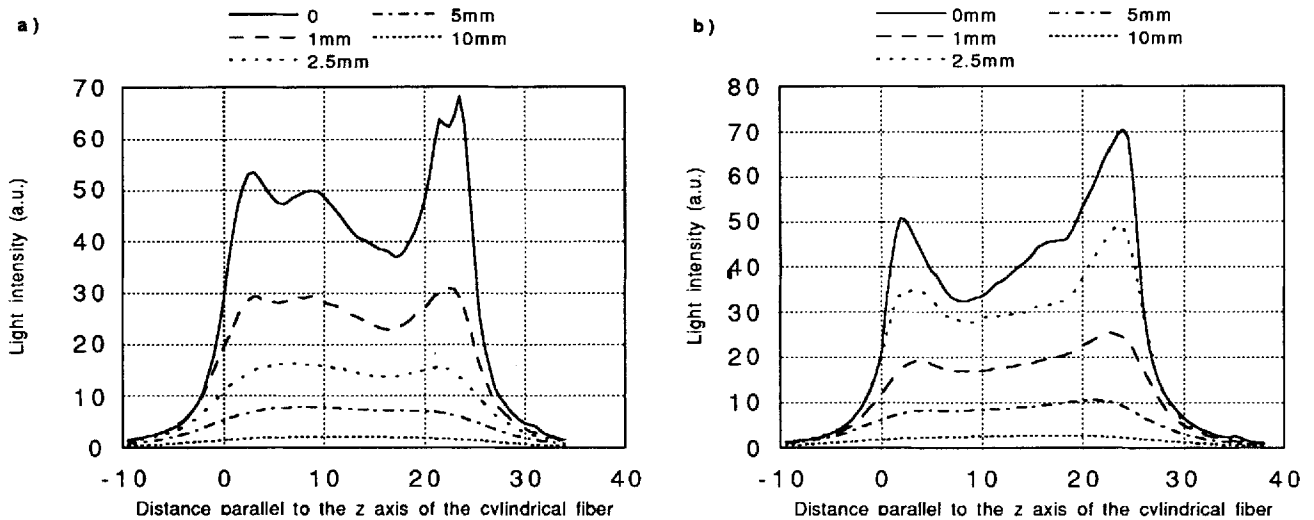 a)
0
5mm
1mm
10mm
2.5mm
70
60
50
40
30
20
10
0
-10
0
10
20
30
40
Light intensity (a.u.)
Distance parallel to the z axis of the cylindrical fiber
b)
0mm
5mm
1mm
10mm
2.5mm
80
70
60
50
40
30
20
10
0
-10
0
10
20
30
40
Light intensity (a.u.)
Distance parallel to the z axis of the cylindrical fiber